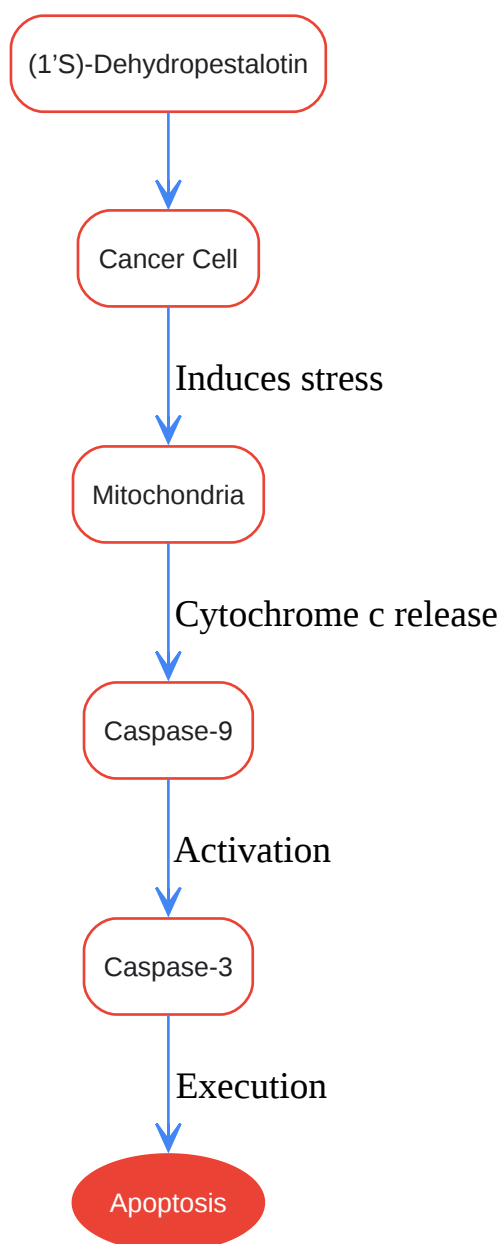 (1’S)-Dehydropestalotin
Cancer Cell
Induces stress
Mitochondria
Cytochrome c release
Caspase-9
Activation
Caspase-3
Execution
Apoptosis